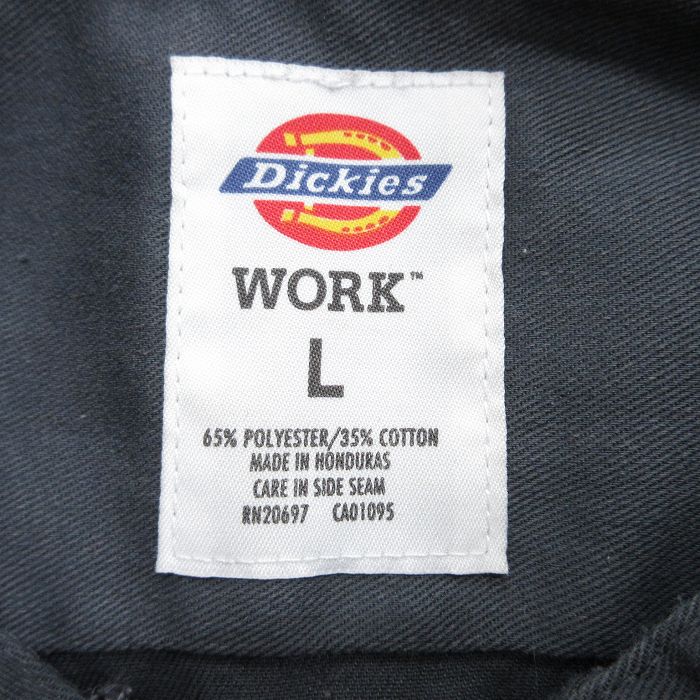 Dickies
WORK™
L
65% POLYESTER/35% COTTON
MADE IN HONDURAS
CARE IN SIDE SEAM
RN20697 CA01095